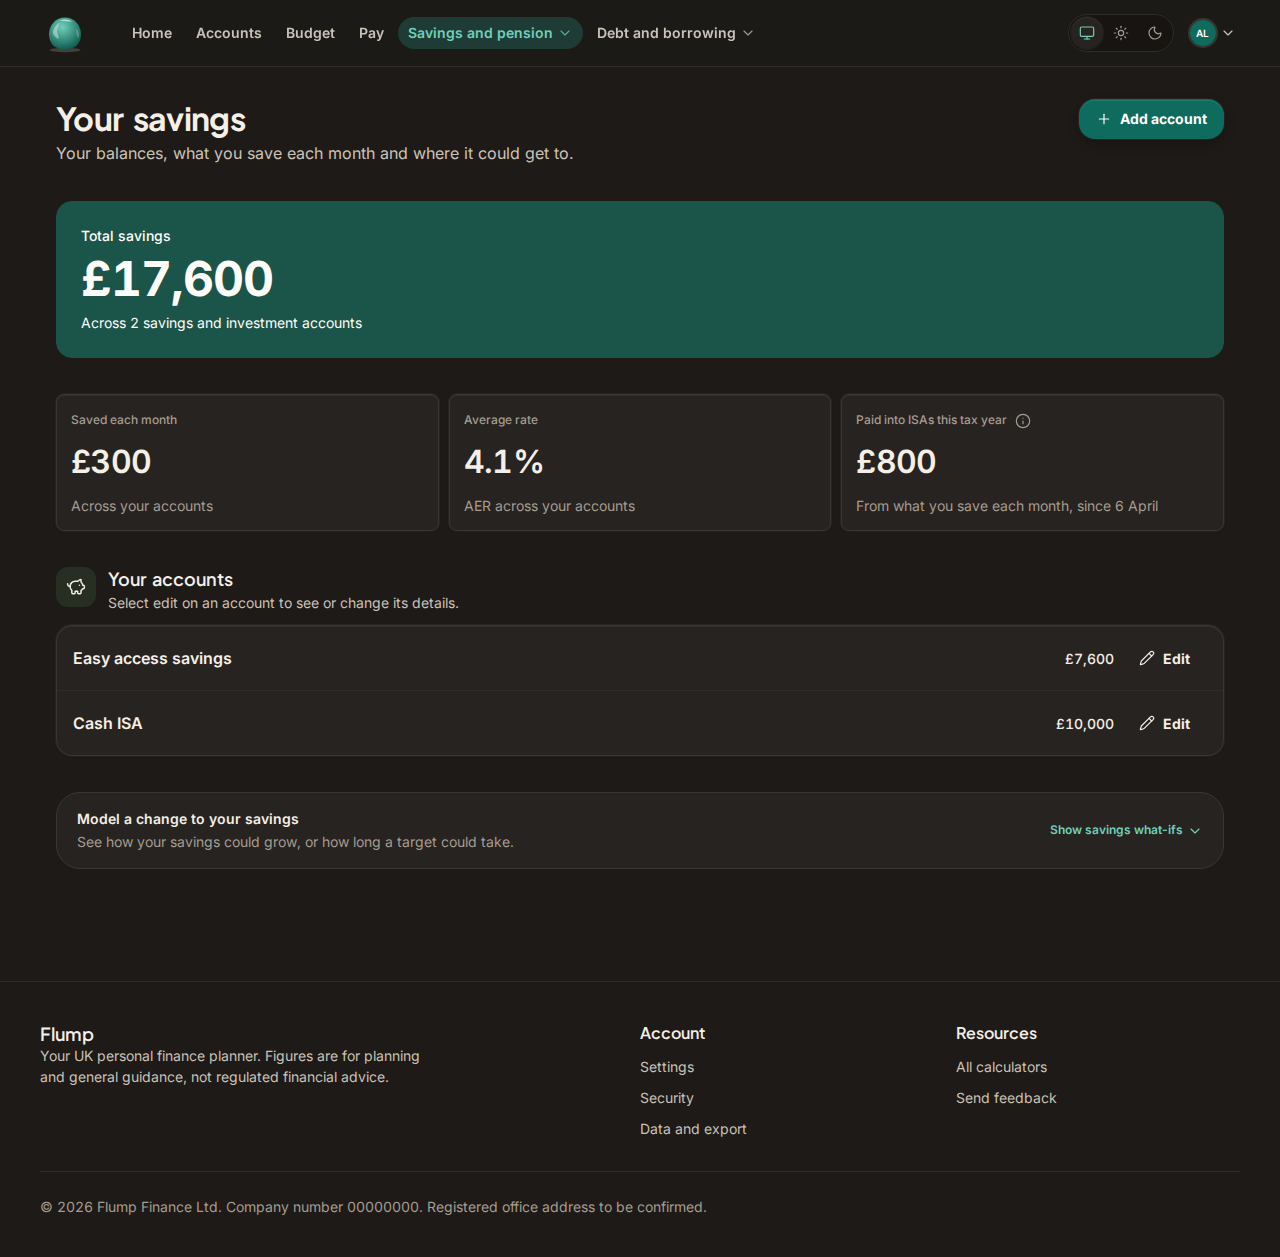 Home Accounts Budget Pay Savings and pension Debt and borrowing AL
Your savings
Add account
Your balances, what you save each month and where it could get to.
Total savings
£17,600
Across 2 savings and investment accounts
Saved each month
£300
Across your accounts
Average rate
4.1%
AER across your accounts
Paid into ISAs this tax year
£800
From what you save each month, since 6 April
Your accounts
Select edit on an account to see or change its details.
Easy access savings £7,600 Edit
Cash ISA £10,000 Edit
Model a change to your savings
See how your savings could grow, or how long a target could take.
Show savings what-ifs
Flump
Your UK personal finance planner. Figures are for planning
and general guidance, not regulated financial advice.
Account
Settings
Security
Data and export
Resources
All calculators
Send feedback
© 2026 Flump Finance Ltd. Company number 00000000. Registered office address to be confirmed.